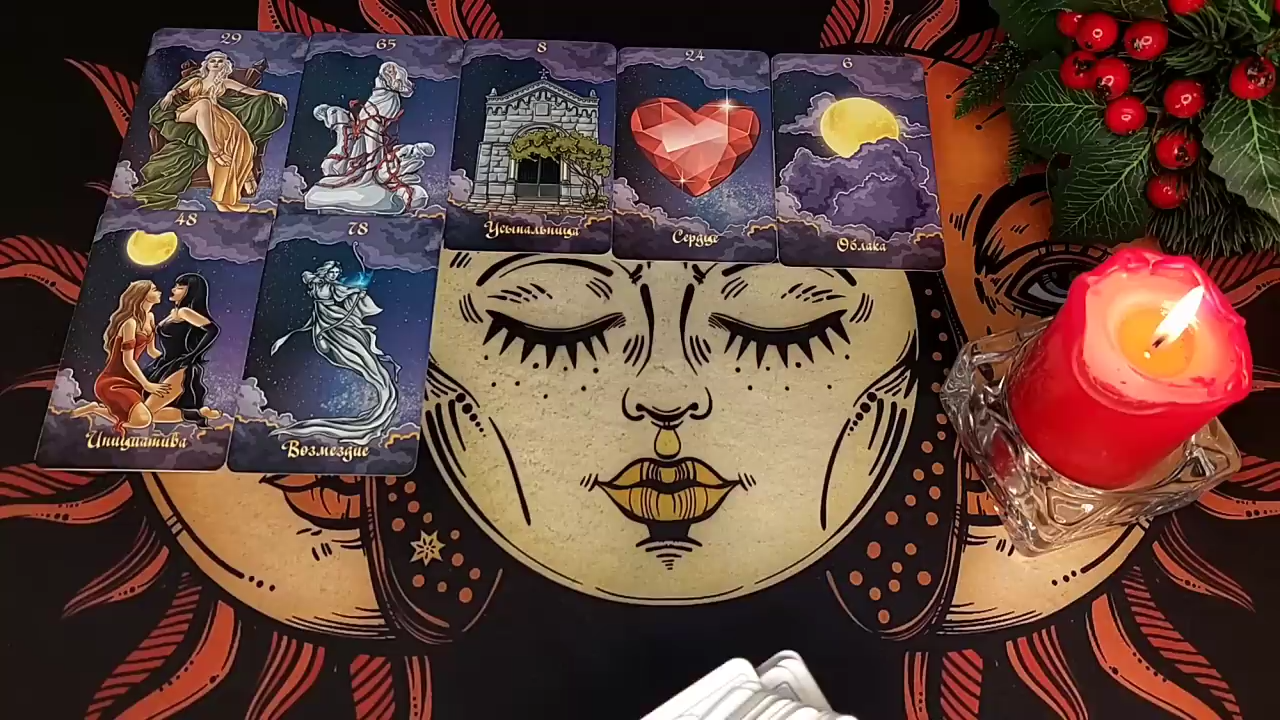 29
65
8
Усыпальница
24
Сердце
6
Облака
48
Инициатива
78
Возмездие